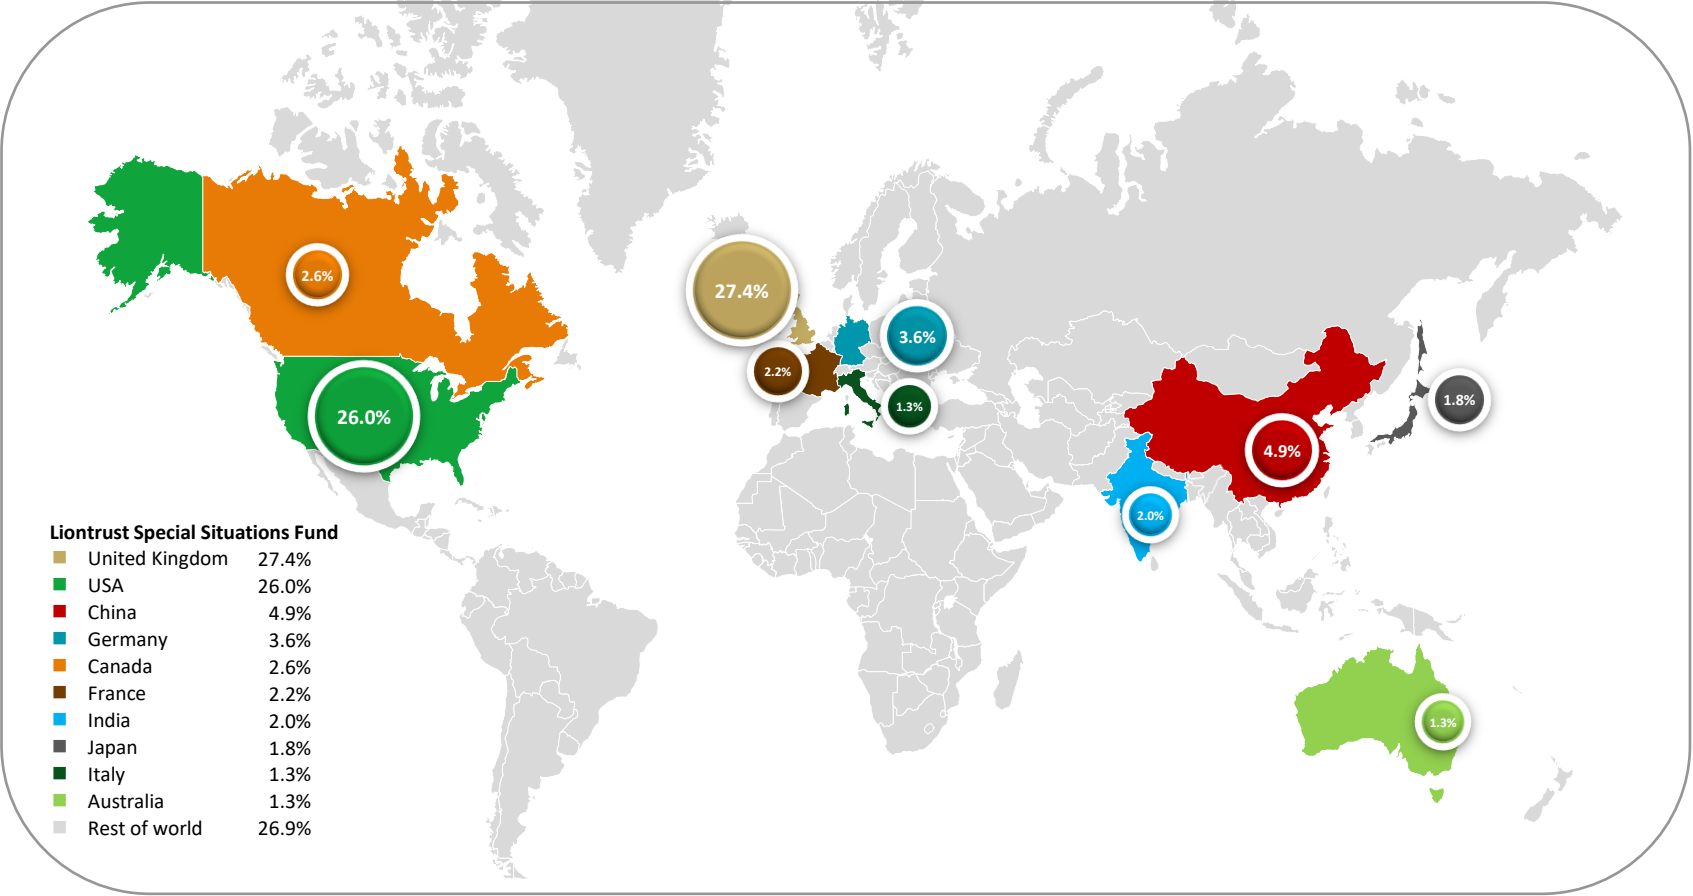 2.6%
27.4%
3.6%
2.2%
1.3%
1.8%
26.0%
4.9%
2.0%
1.3%
Liontrust Special Situations Fund
United Kingdom 27.4%
USA 26.0%
China 4.9%
Germany 3.6%
Canada 2.6%
France 2.2%
India 2.0%
Japan 1.8%
Italy 1.3%
Australia 1.3%
Rest of world 26.9%